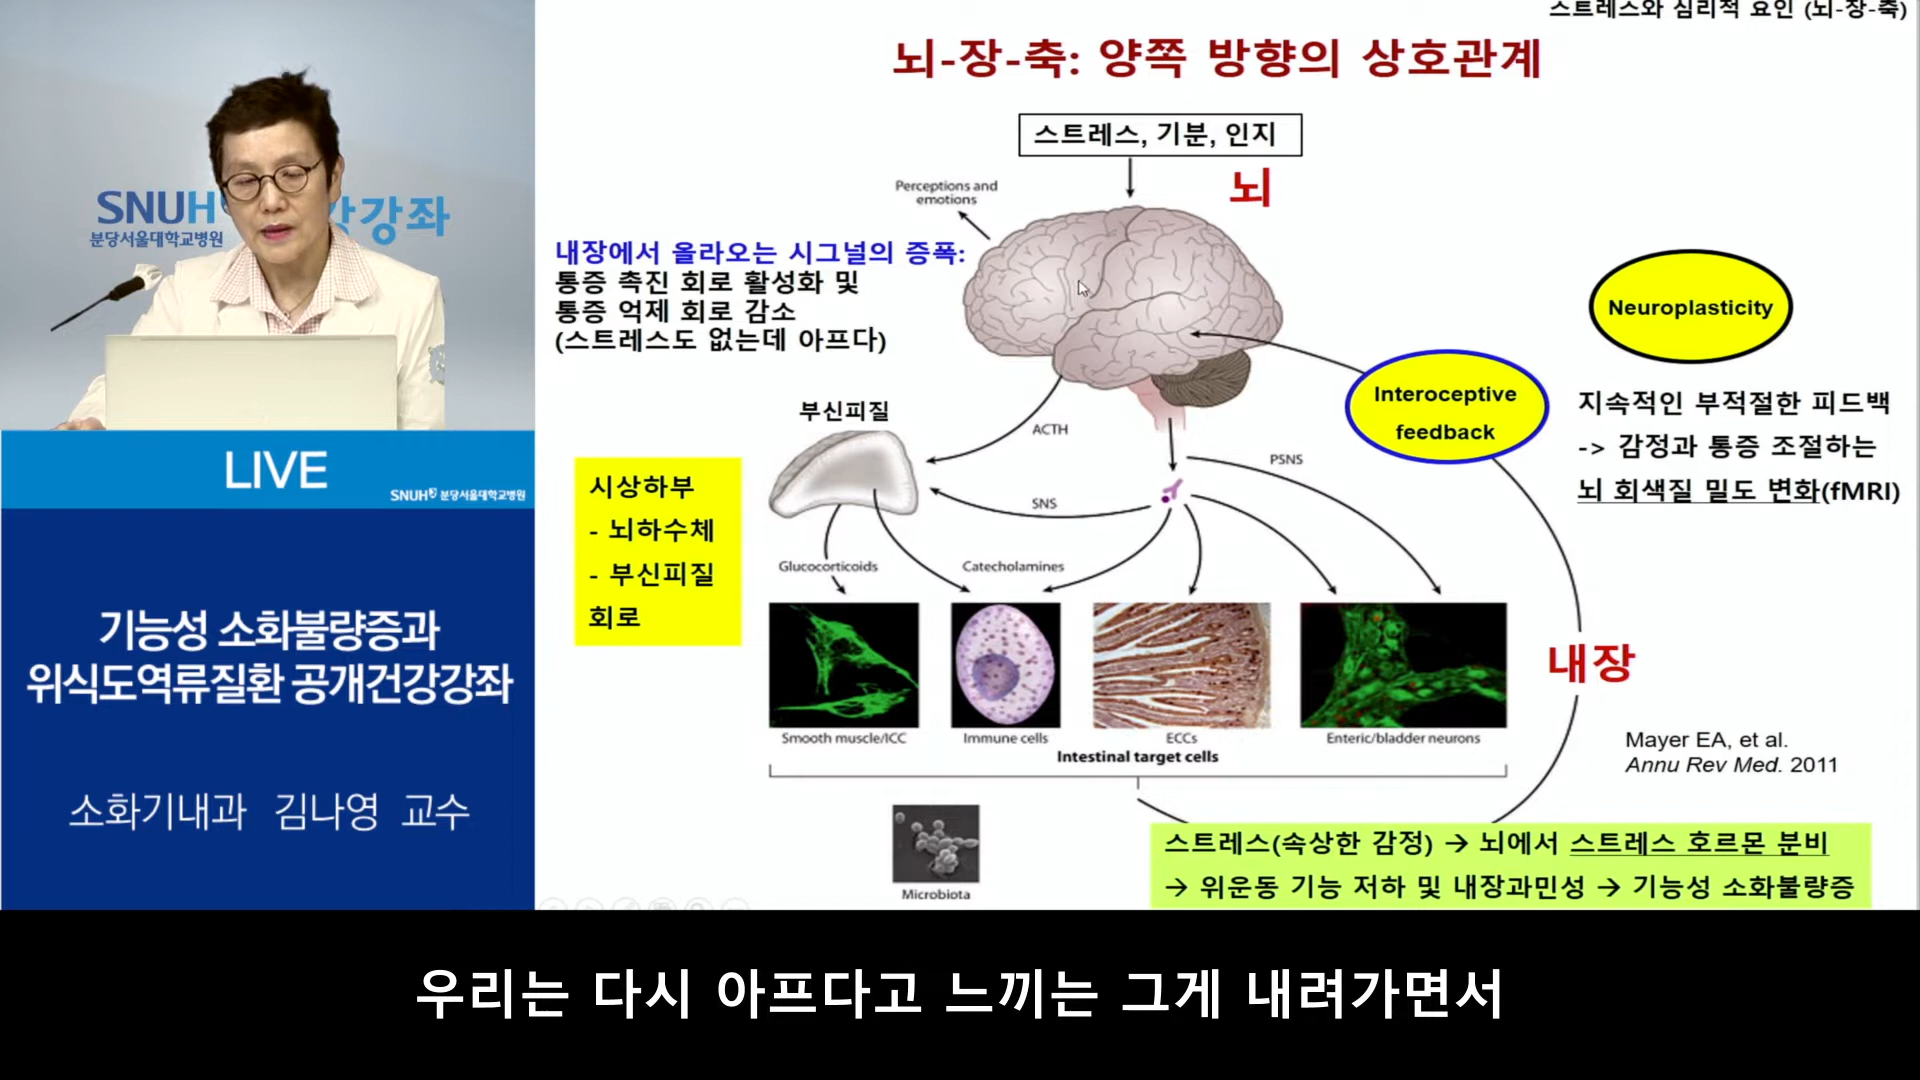 SNUH
분당서울대학교병원
강강좌
LIVE
SNUH 분당서울대학교병원
기능성 소화불량증과
위식도역류질환 공개건강강좌
소화기내과 김나영 교수
스트레스와 심리적 요인 (뇌-장-축)
뇌-장-축: 양쪽 방향의 상호관계
스트레스, 기분, 인지
뇌
Perceptions and
emotions
내장에서 올라오는 시그널의 증폭:
통증 촉진 회로 활성화 및
통증 억제 회로 감소
(스트레스도 없는데 아프다)
Neuroplasticity
Interoceptive
feedback
지속적인 부적절한 피드백
-> 감정과 통증 조절하는
뇌 회색질 밀도 변화(fMRI)
부신피질
ACTH
PSNS
SNS
시상하부
- 뇌하수체
- 부신피질
회로
Glucocorticoids
Catecholamines
내장
Smooth muscle/ICC
Immune cells
ECCs
Enteric/bladder neurons
Intestinal target cells
Mayer EA, et al.
Annu Rev Med. 2011
Microbiota
스트레스(속상한 감정) → 뇌에서 스트레스 호르몬 분비
→ 위운동 기능 저하 및 내장과민성 → 기능성 소화불량증
우리는 다시 아프다고 느끼는 그게 내려가면서